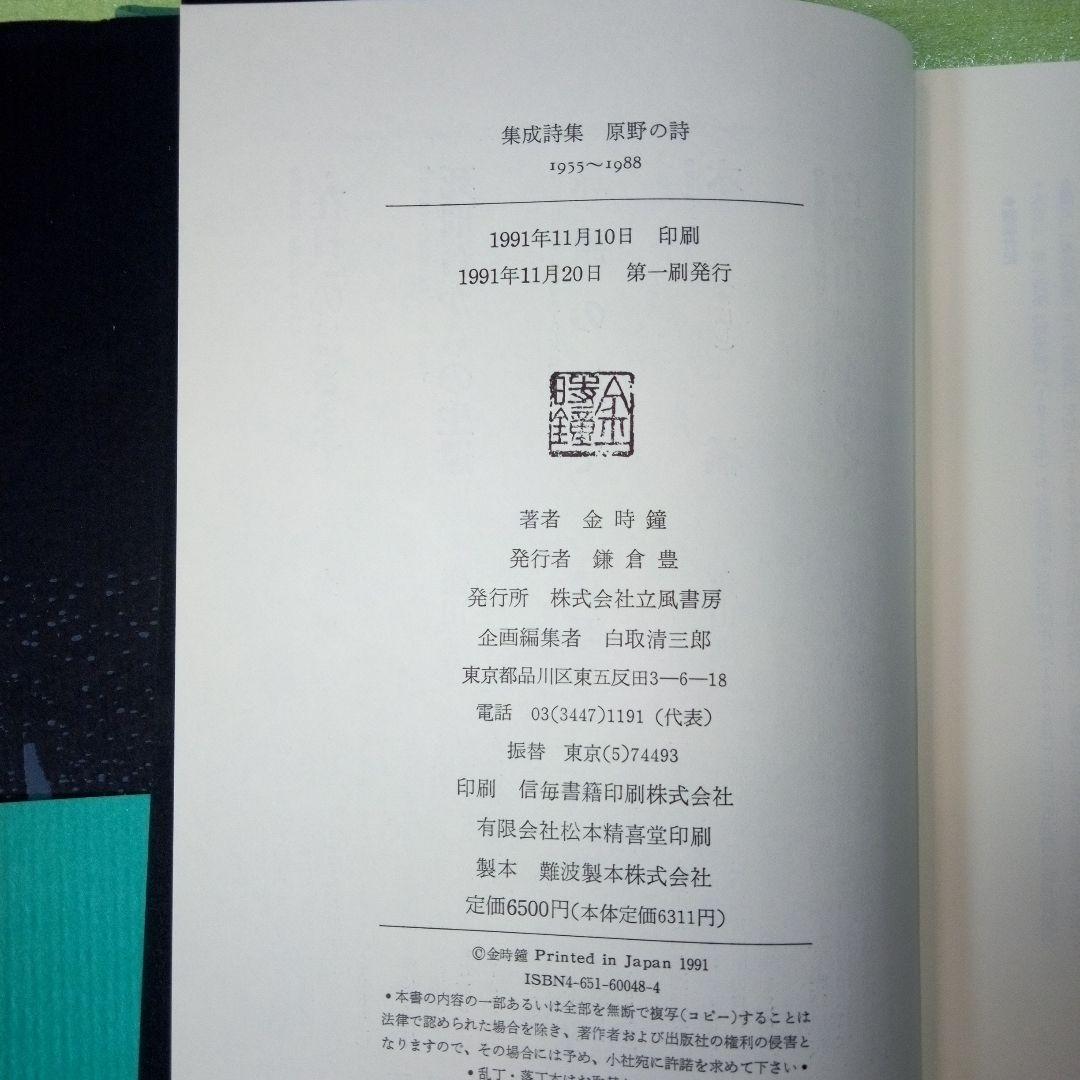 集成詩集 原野の詩
1955〜1988
1991年11月10日 印刷
1991年11月20日 第一刷発行
金時鐘
著者 金時鐘
発行者 鎌倉豊
発行所 株式会社立風書房
企画編集者 白取清三郎
東京都品川区東五反田3―6―18
電話 03(3447)1191(代表)
振替 東京(5)74493
印刷 信毎書籍印刷株式会社
有限会社松本精喜堂印刷
製本 難波製本株式会社
定価6500円(本体定価6311円)
©金時鐘 Printed in Japan 1991
ISBN4-651-60048-4
•本書の内容の一部あるいは全部を無断で複写(コピー)することは
法律で認められた場合を除き、著作者および出版社の権利の侵害と
なりますので、その場合には予め、小社宛に許諾を求めて下さい•
•乱丁・落丁本はお取替